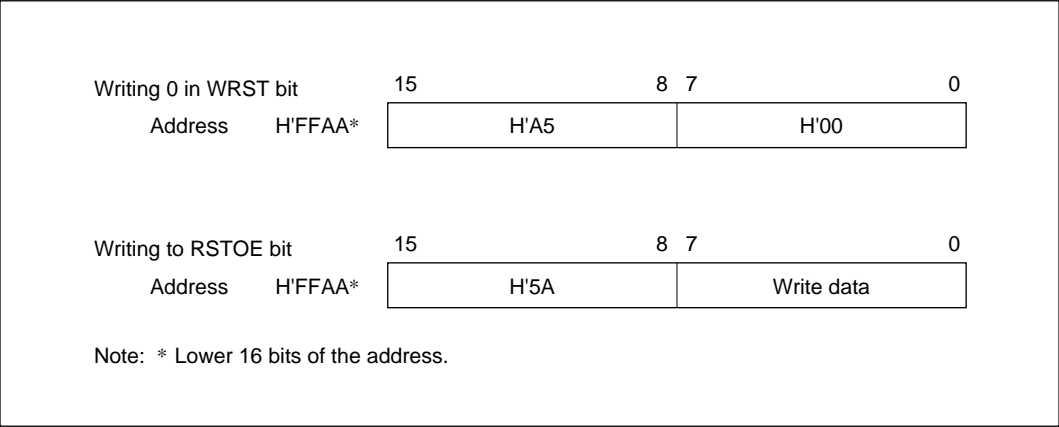 Writing 0 in WRST bit 15 8 7 0
Address H'FFAA* H'A5 H'00
Writing to RSTOE bit 15 8 7 0
Address H'FFAA* H'5A Write data
Note: * Lower 16 bits of the address.